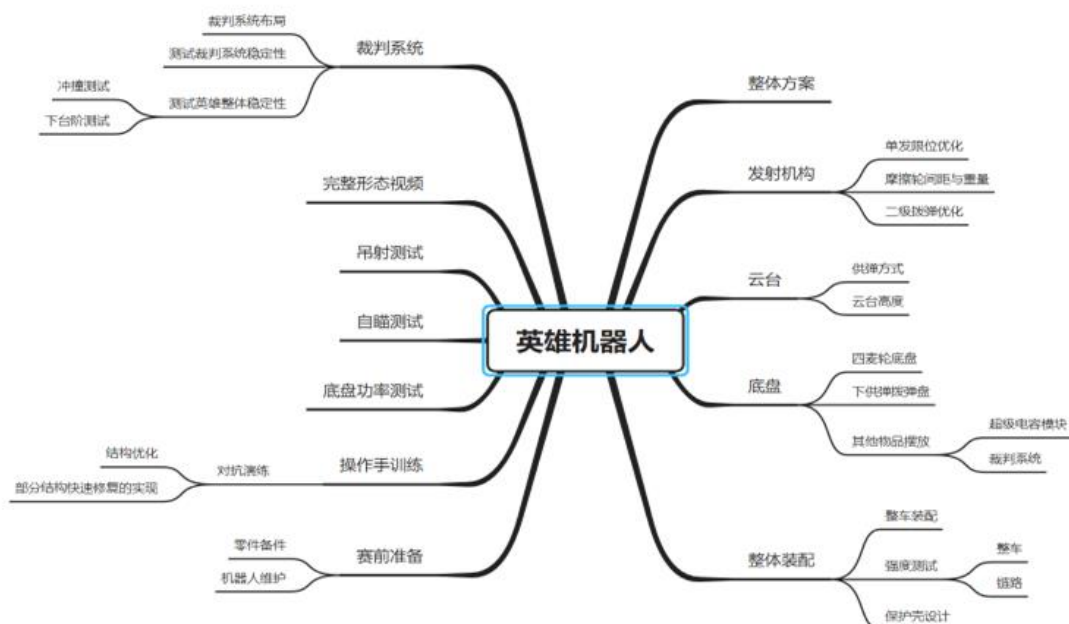 裁判系统布局
测试裁判系统稳定性
冲撞测试
下台阶测试
测试英雄整体稳定性
裁判系统
完整形态视频
吊射测试
自瞄测试
底盘功率测试
结构优化
部分结构快速修复的实现
对抗演练
操作手训练
零件备件
机器人维护
赛前准备
英雄机器人
整体方案
发射机构
单发限位优化
摩擦轮间距与重量
二级拨弹优化
云台
供弹方式
云台高度
底盘
四麦轮底盘
下供弹拨弹盘
其他物品摆放
超级电容模块
裁判系统
整体装配
整车装配
强度测试
整车
链路
保护壳设计